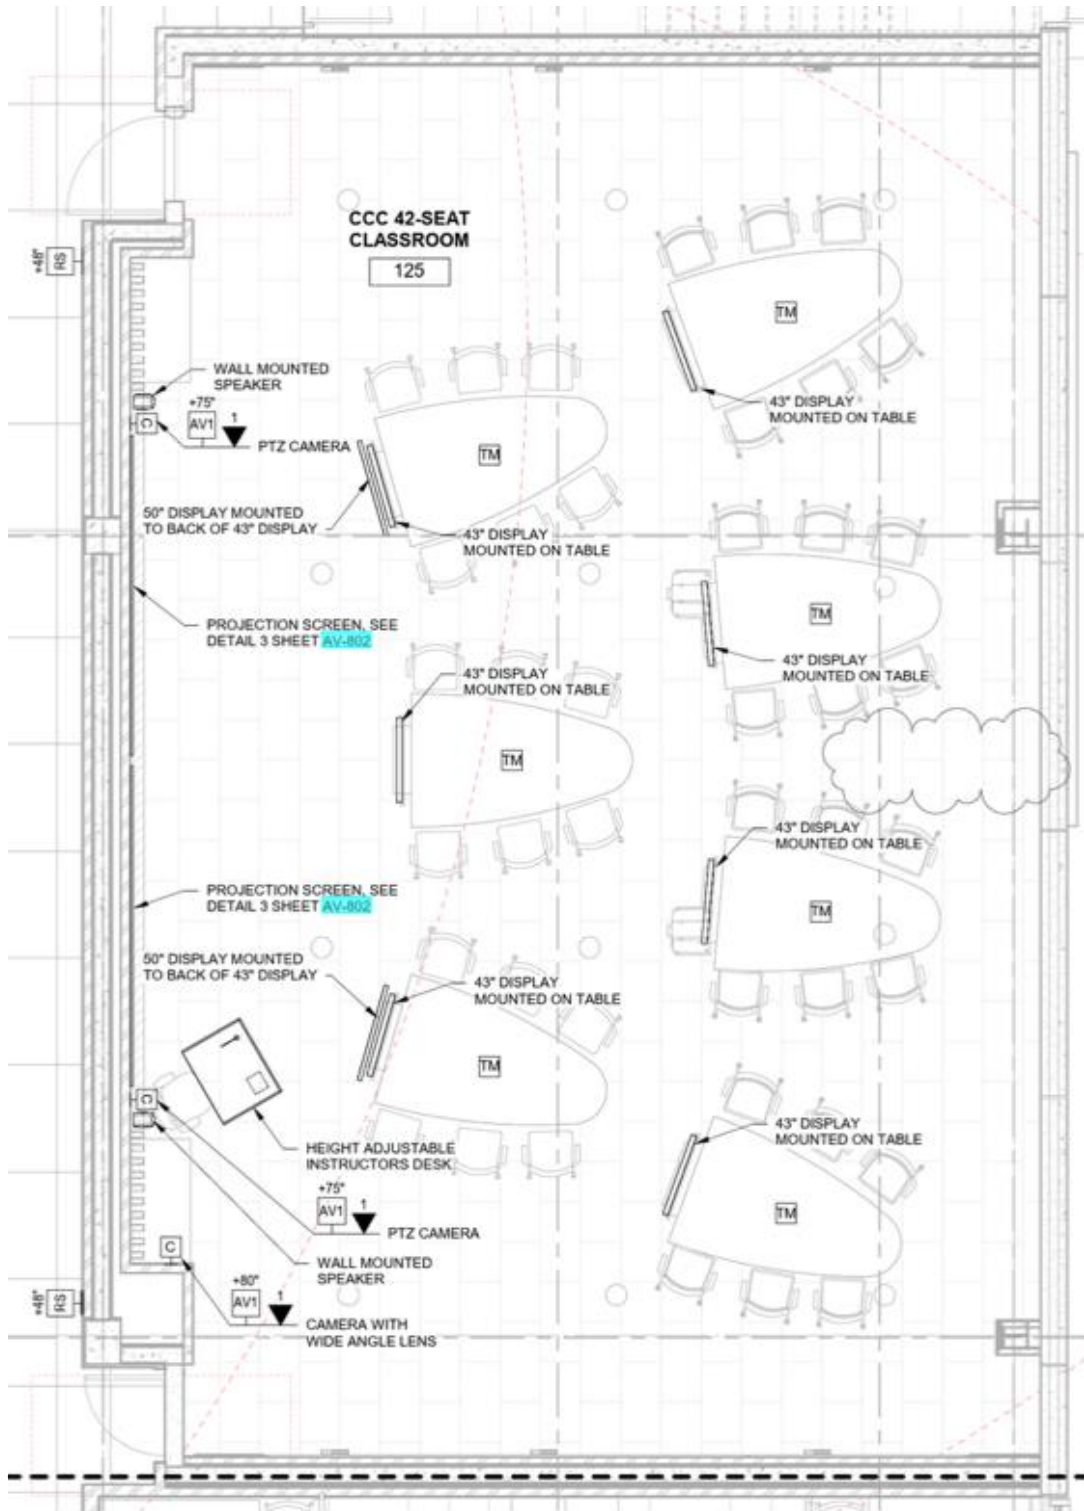 CCC 42-SEAT
CLASSROOM
125
+48"
RS
TM
WALL MOUNTED
SPEAKER
+75"
AV1
1
C
PTZ CAMERA
43" DISPLAY
MOUNTED ON TABLE
TM
50" DISPLAY MOUNTED
TO BACK OF 43" DISPLAY
43" DISPLAY
MOUNTED ON TABLE
PROJECTION SCREEN, SEE
DETAIL 3 SHEET AV-802
TM
43" DISPLAY
MOUNTED ON TABLE
43" DISPLAY
MOUNTED ON TABLE
TM
43" DISPLAY
MOUNTED ON TABLE
PROJECTION SCREEN, SEE
DETAIL 3 SHEET AV-802
TM
50" DISPLAY MOUNTED
TO BACK OF 43" DISPLAY
43" DISPLAY
MOUNTED ON TABLE
TM
C
HEIGHT ADJUSTABLE
INSTRUCTORS DESK
43" DISPLAY
MOUNTED ON TABLE
+75"
AV1
1
PTZ CAMERA
TM
C
WALL MOUNTED
SPEAKER
+48"
RS
+80"
AV1
1
CAMERA WITH
WIDE ANGLE LENS